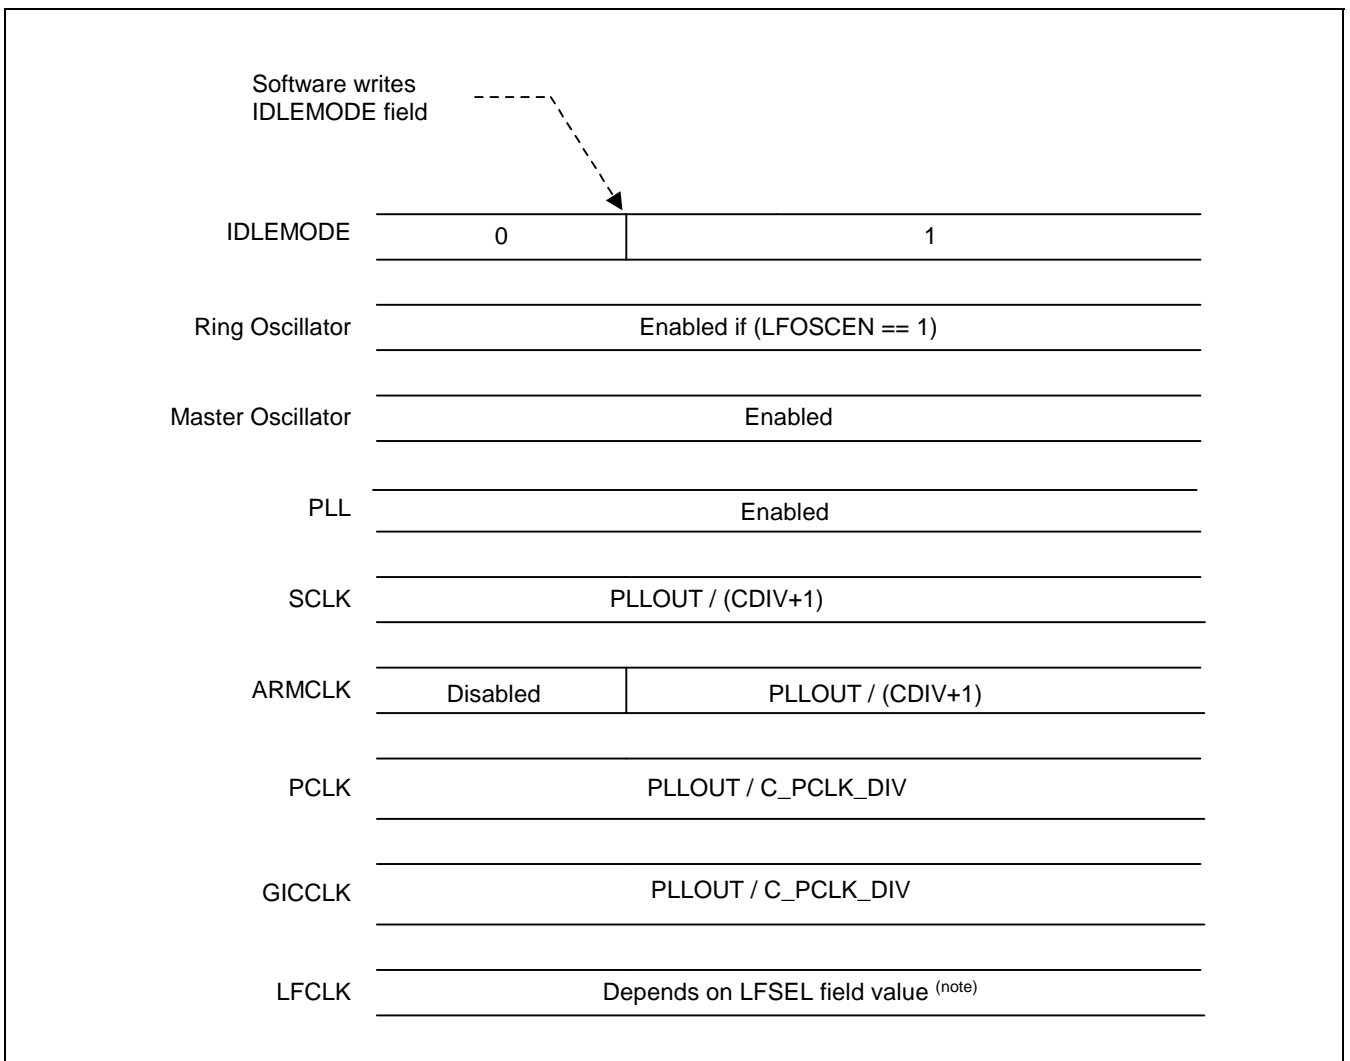 Software writes
IDLEMODE field
IDLEMODE 0 1
Ring Oscillator Enabled if (LFOSCEN == 1)
Master Oscillator Enabled
PLL Enabled
SCLK PLLOUT / (CDIV+1)
ARMCLK Disabled PLLOUT / (CDIV+1)
PCLK PLLOUT / C_PCLK_DIV
GICCLK PLLOUT / C_PCLK_DIV
LFCLK Depends on LFSEL field value (note)